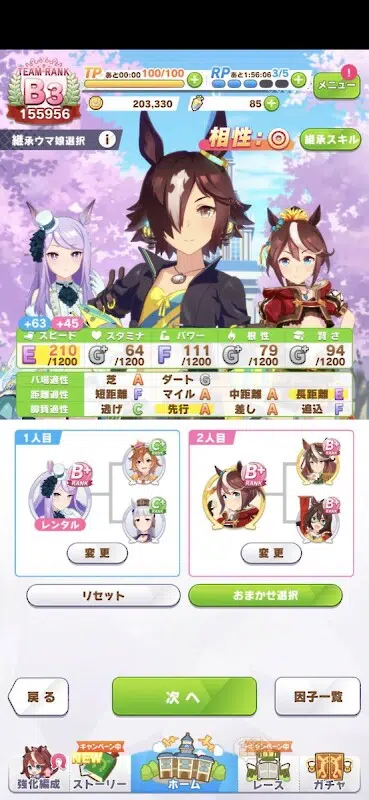 TEAM RANK
B3
155956
TP あと00:00 100/100
RP あと1:56:06 3/5
メニュー
203,330
85
継承ウマ娘選択 i
相性:◎
継承スキル
+63 +45
スピード スタミナ パワー 根性 賢さ
E 210 /1200
G+ 64 /1200
F 111 /1200
G+ 79 /1200
G+ 94 /1200
バ場適性 芝 A ダート G
距離適性 短距離 F マイル A 中距離 A 長距離 E
脚質適性 逃げ C 先行 A 差し A 追込 F
1人目
B+ RANK
C+ RANK
C+ RANK
レンタル
変更
2人目
B+ RANK
B+ RANK
B+ RANK
変更
リセット
おまかせ選択
戻る
次へ
因子一覧
強化編成
キャンペーン中
NEW
ストーリー
ホーム
キャンペーン中
レース
ガチャ